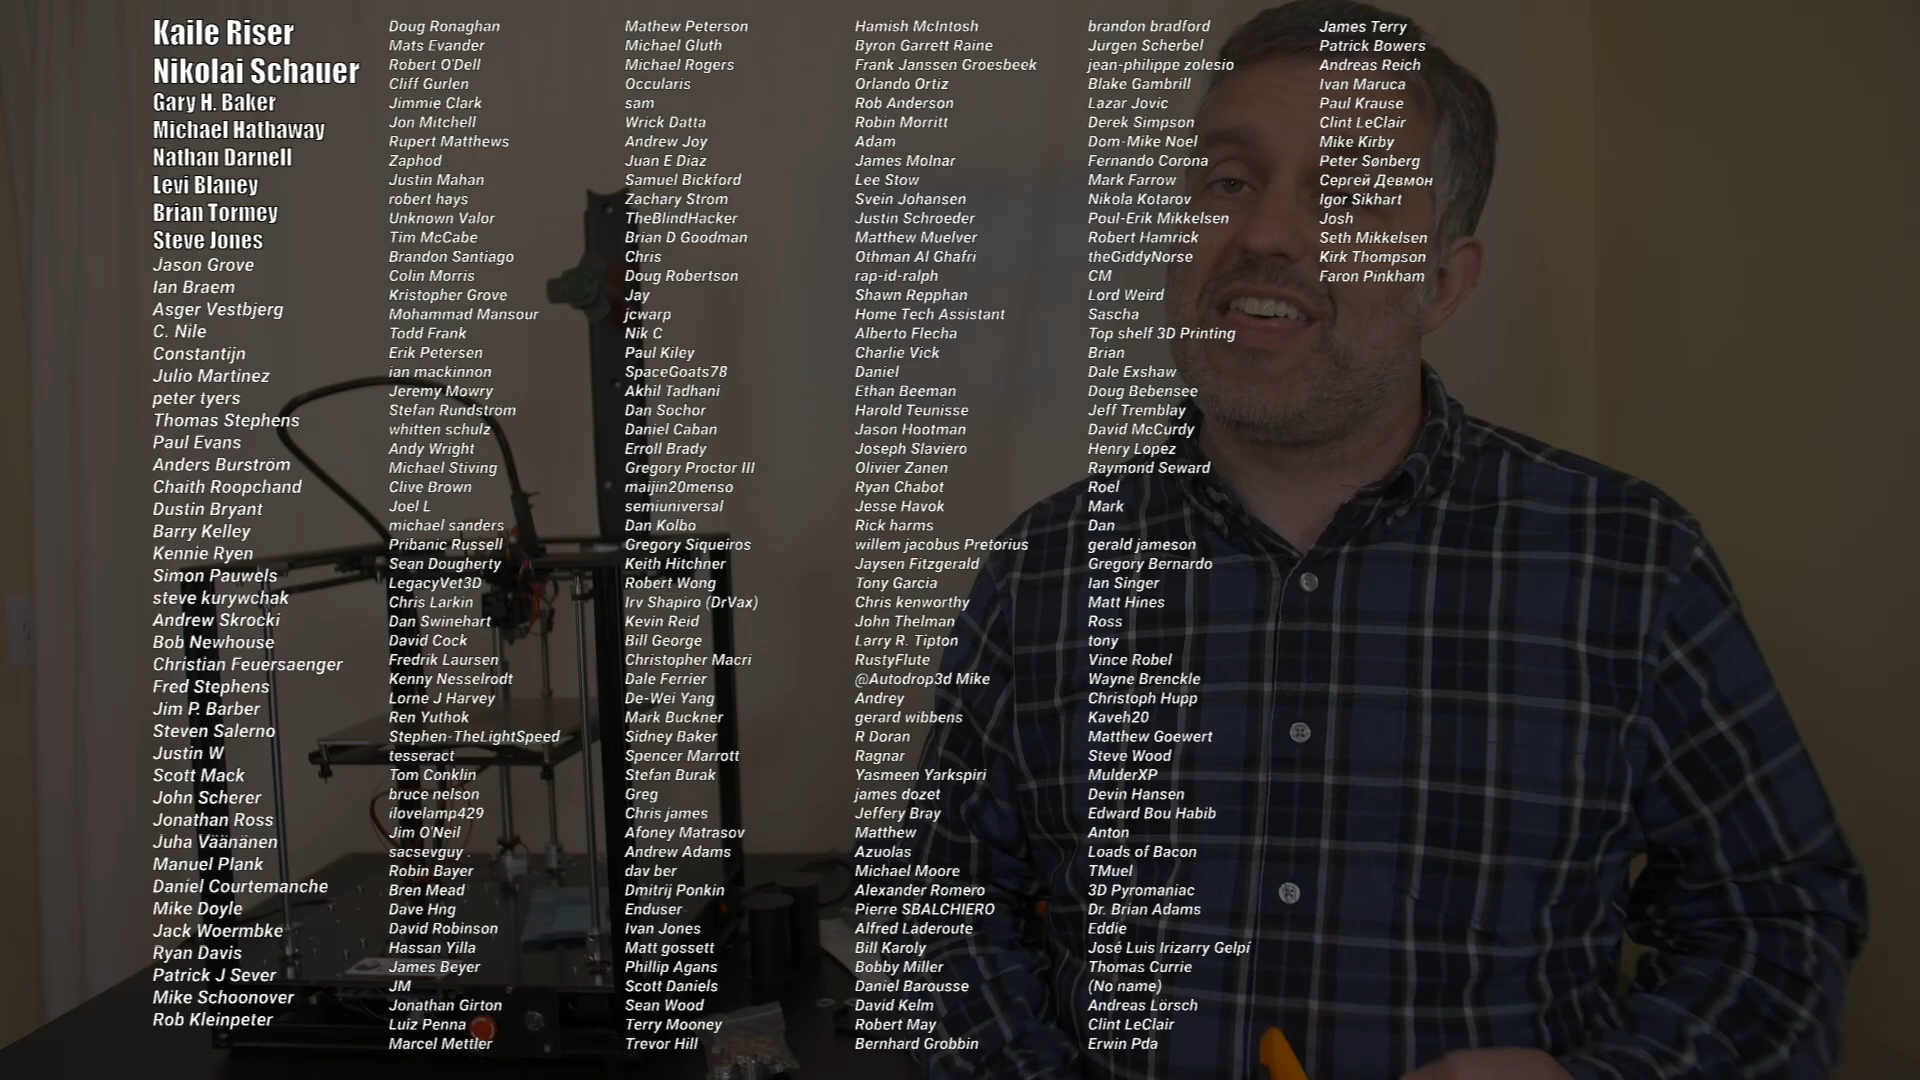 Kaile Riser
Nikolai Schauer
Gary H. Baker
Michael Hathaway
Nathan Darnell
Levi Blaney
Brian Tormey
Steve Jones
Jason Grove
Ian Braem
Asger Vestbjerg
C. Nile
Constantijn
Julio Martinez
peter tyers
Thomas Stephens
Paul Evans
Anders Burström
Chaith Roopchand
Dustin Bryant
Barry Kelley
Kennie Ryen
Simon Pauwels
steve kurywchak
Andrew Skrocki
Bob Newhouse
Christian Feuersaenger
Fred Stephens
Jim P. Barber
Steven Salerno
Justin W
Scott Mack
John Scherer
Jonathan Ross
Juha Väänänen
Manuel Plank
Daniel Courtemanche
Mike Doyle
Jack Woermbke
Ryan Davis
Patrick J Sever
Mike Schoonover
Rob Kleinpeter
Doug Ronaghan
Mats Evander
Robert O'Dell
Cliff Gurlen
Jimmie Clark
Jon Mitchell
Rupert Matthews
Zaphod
Justin Mahan
robert hays
Unknown Valor
Tim McCabe
Brandon Santiago
Colin Morris
Kristopher Grove
Mohammad Mansour
Todd Frank
Erik Petersen
ian mackinnon
Jeremy Mowry
Stefan Rundström
whitten schulz
Andy Wright
Michael Stiving
Clive Brown
Joel L
michael sanders
Pribanic Russell
Sean Dougherty
LegacyVet3D
Chris Larkin
Dan Swinehart
David Cock
Fredrik Laursen
Kenny Nesselrodt
Lorne J Harvey
Ren Yuthok
Stephen-TheLightSpeed
tesseract
Tom Conklin
bruce nelson
ilovelamp429
Jim O'Neil
sacsevguy .
Robin Bayer
Bren Mead
Dave Hng
David Robinson
Hassan Yilla
James Beyer
JM
Jonathan Girton
Luiz Penna
Marcel Mettler
Mathew Peterson
Michael Gluth
Michael Rogers
Occularis
sam
Wrick Datta
Andrew Joy
Juan E Diaz
Samuel Bickford
Zachary Strom
TheBlindHacker
Brian D Goodman
Chris
Doug Robertson
Jay
jcwarp
Nik C
Paul Kiley
SpaceGoats78
Akhil Tadhani
Dan Sochor
Daniel Caban
Erroll Brady
Gregory Proctor III
maijin20menso
semiuniversal
Dan Kolbo
Gregory Siqueiros
Keith Hitchner
Robert Wong
Irv Shapiro (DrVax)
Kevin Reid
Bill George
Christopher Macri
Dale Ferrier
De-Wei Yang
Mark Buckner
Sidney Baker
Spencer Marrott
Stefan Burak
Greg
Chris james
Afoney Matrasov
Andrew Adams
dav ber
Dmitrij Ponkin
Enduser
Ivan Jones
Matt gossett
Phillip Agans
Scott Daniels
Sean Wood
Terry Mooney
Trevor Hill
Hamish McIntosh
Byron Garrett Raine
Frank Janssen Groesbeek
Orlando Ortiz
Rob Anderson
Robin Morritt
Adam
James Molnar
Lee Stow
Svein Johansen
Justin Schroeder
Matthew Muelver
Othman Al Ghafri
rap-id-ralph
Shawn Repphan
Home Tech Assistant
Alberto Flecha
Charlie Vick
Daniel
Ethan Beeman
Harold Teunisse
Jason Hootman
Joseph Slaviero
Olivier Zanen
Ryan Chabot
Jesse Havok
Rick harms
willem jacobus Pretorius
Jaysen Fitzgerald
Tony Garcia
Chris kenworthy
John Thelman
Larry R. Tipton
RustyFlute
@Autodrop3d Mike
Andrey
gerard wibbens
R Doran
Ragnar
Yasmeen Yarkspiri
james dozet
Jeffery Bray
Matthew
Azuolas
Michael Moore
Alexander Romero
Pierre SBALCHIERO
Alfred Laderoute
Bill Karoly
Bobby Miller
Daniel Barousse
David Kelm
Robert May
Bernhard Grobbin
brandon bradford
Jürgen Scherbel
jean-philippe zolesio
Blake Gambrill
Lazar Jovic
Derek Simpson
Dom-Mike Noel
Fernando Corona
Mark Farrow
Nikola Kotarov
Poul-Erik Mikkelsen
Robert Hamrick
theGiddyNorse
CM
Lord Weird
Sascha
Top shelf 3D Printing
Brian
Dale Exshaw
Doug Bebensee
Jeff Tremblay
David McCurdy
Henry Lopez
Raymond Seward
Roel
Mark
Dan
gerald jameson
Gregory Bernardo
Ian Singer
Matt Hines
Ross
tony
Vince Robel
Wayne Brenckle
Christoph Hupp
Kaveh20
Matthew Goewert
Steve Wood
MulderXP
Devin Hansen
Edward Bou Habib
Anton
Loads of Bacon
TMuel
3D Pyromaniac
Dr. Brian Adams
Eddie
José Luis Irizarry Gelpí
Thomas Currie
(No name)
Andreas Lörsch
Clint LeClair
Erwin Pda
James Terry
Patrick Bowers
Andreas Reich
Ivan Maruca
Paul Krause
Clint LeClair
Mike Kirby
Peter Sønberg
Сергей Девмон
Igor Sikhart
Josh
Seth Mikkelsen
Kirk Thompson
Faron Pinkham